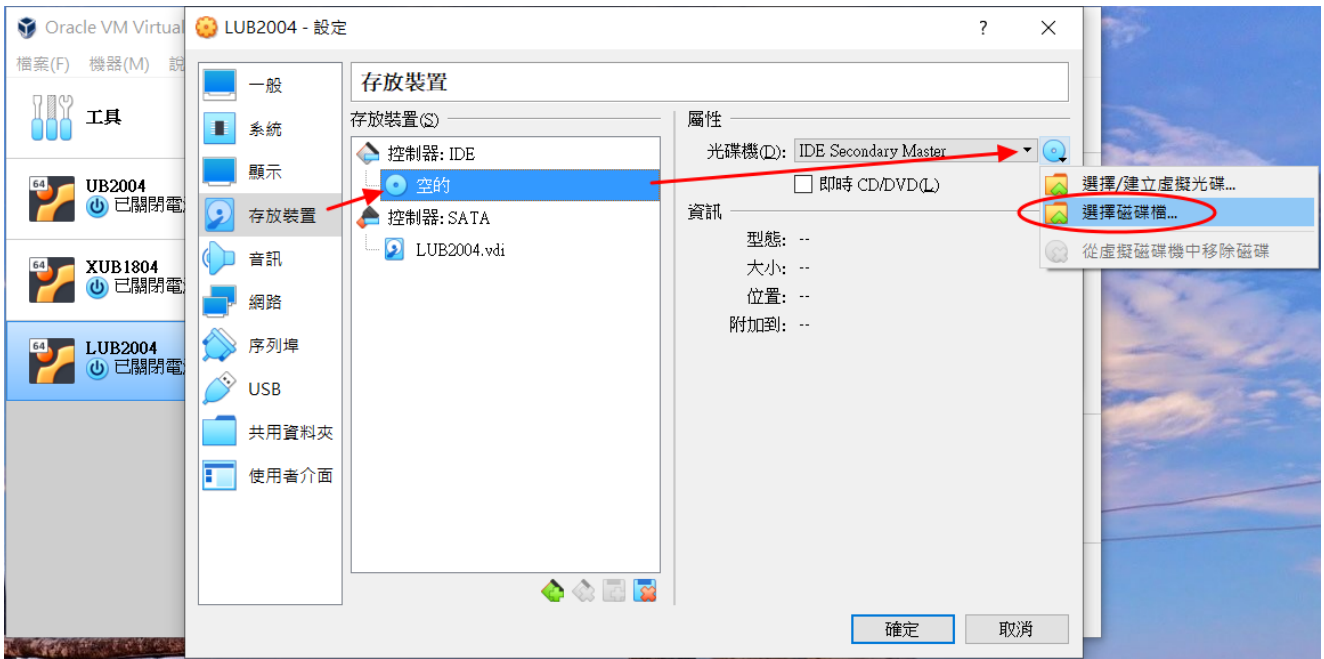 Oracle VM Virtual
檔案(F) 機器(M) 說
工具
64
UB2004
已關閉電
64
XUB1804
已關閉電
64
LUB2004
已關閉電
LUB2004 - 設定
?
一般
系統
顯示
存放裝置
音訊
網路
序列埠
USB
共用資料夾
使用者介面
存放裝置
存放裝置(S)
控制器: IDE
空的
控制器: SATA
LUB2004.vdi
屬性
光碟機(D): IDE Secondary Master
即時 CD/DVD(L)
資訊
型態: --
大小: --
位置: --
附加到: --
選擇/建立虛擬光碟...
選擇磁碟檔...
從虛擬磁碟機中移除磁碟
確定
取消